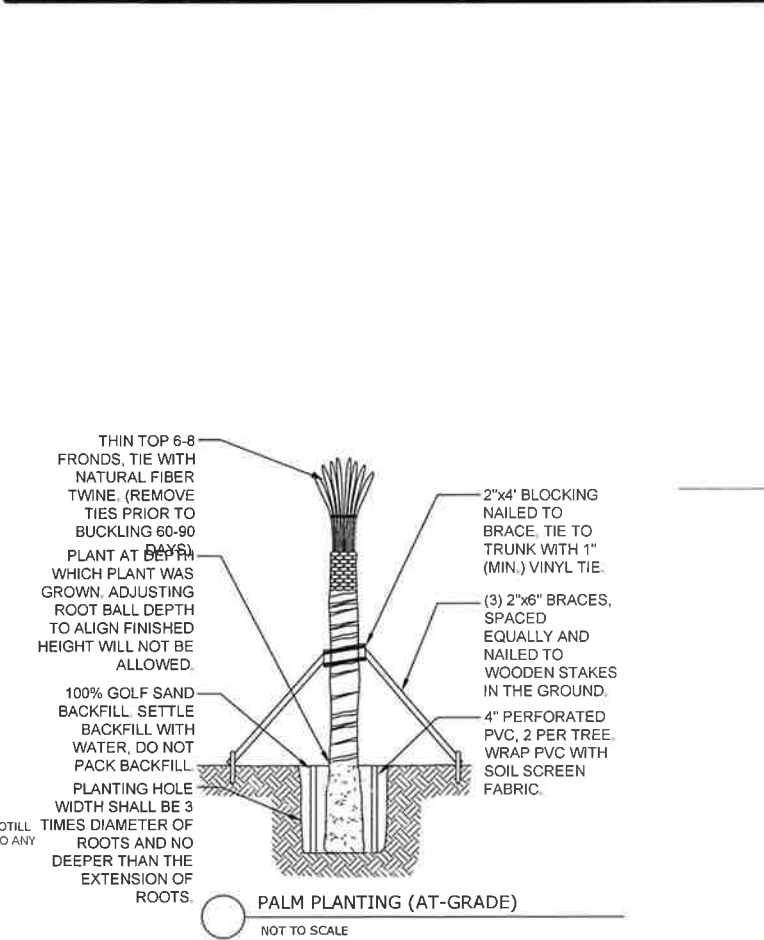 THIN TOP 6-8
FRONDS, TIE WITH
NATURAL FIBER
TWINE. (REMOVE
TIES PRIOR TO
BUCKLING 60-90
DAYS)
PLANT AT DEPTH
WHICH PLANT WAS
GROWN. ADJUSTING
ROOT BALL DEPTH
TO ALIGN FINISHED
HEIGHT WILL NOT BE
ALLOWED.
100% GOLF SAND
BACKFILL. SETTLE
BACKFILL WITH
WATER, DO NOT
PACK BACKFILL.
PLANTING HOLE
WIDTH SHALL BE 3
TIMES DIAMETER OF
ROOTS AND NO
DEEPER THAN THE
EXTENSION OF
ROOTS.
OTILL
O ANY
2"x4' BLOCKING
NAILED TO
BRACE. TIE TO
TRUNK WITH 1"
(MIN.) VINYL TIE.
(3) 2"x6" BRACES,
SPACED
EQUALLY AND
NAILED TO
WOODEN STAKES
IN THE GROUND.
4" PERFORATED
PVC, 2 PER TREE.
WRAP PVC WITH
SOIL SCREEN
FABRIC.
PALM PLANTING (AT-GRADE)
NOT TO SCALE